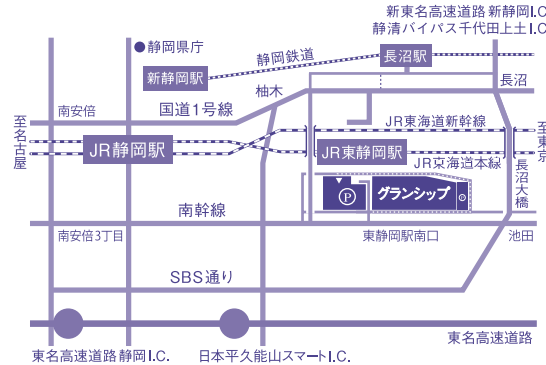 新東名高速道路 新静岡I.C
静清バイパス千代田上土I.C
静岡県庁
静岡鉄道
長沼駅
新静岡駅
柚木
長沼
南安倍
国道1号線
至名古屋
JR東海道新幹線
至東京
JR静岡駅
JR東静岡駅
JR東海道本線
長沼大橋
P
グランシップ
南幹線
南安倍3丁目
東静岡駅南口
池田
SBS通り
東名高速道路
東名高速道路 静岡I.C.
日本平久能山スマートI.C.